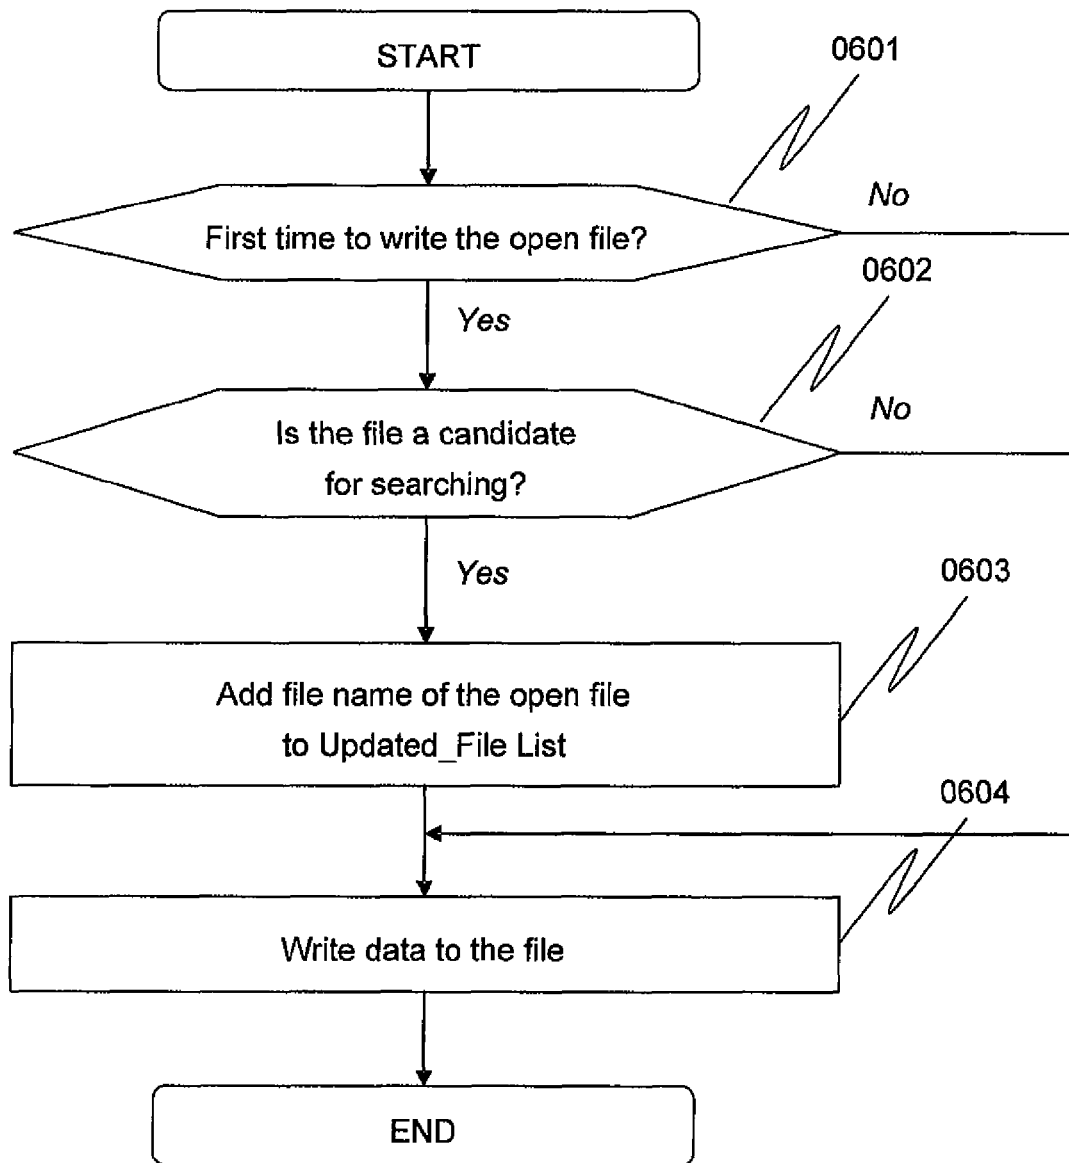 START
0601
First time to write the open file?
No
Yes
0602
Is the file a candidate
for searching?
No
Yes
0603
Add file name of the open file
to Updated_File List
0604
Write data to the file
END